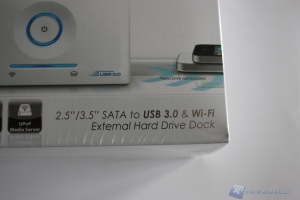 UPnP
Media Server
2.5"/3.5" SATA to USB 3.0 & Wi-Fi
External Hard Drive Dock